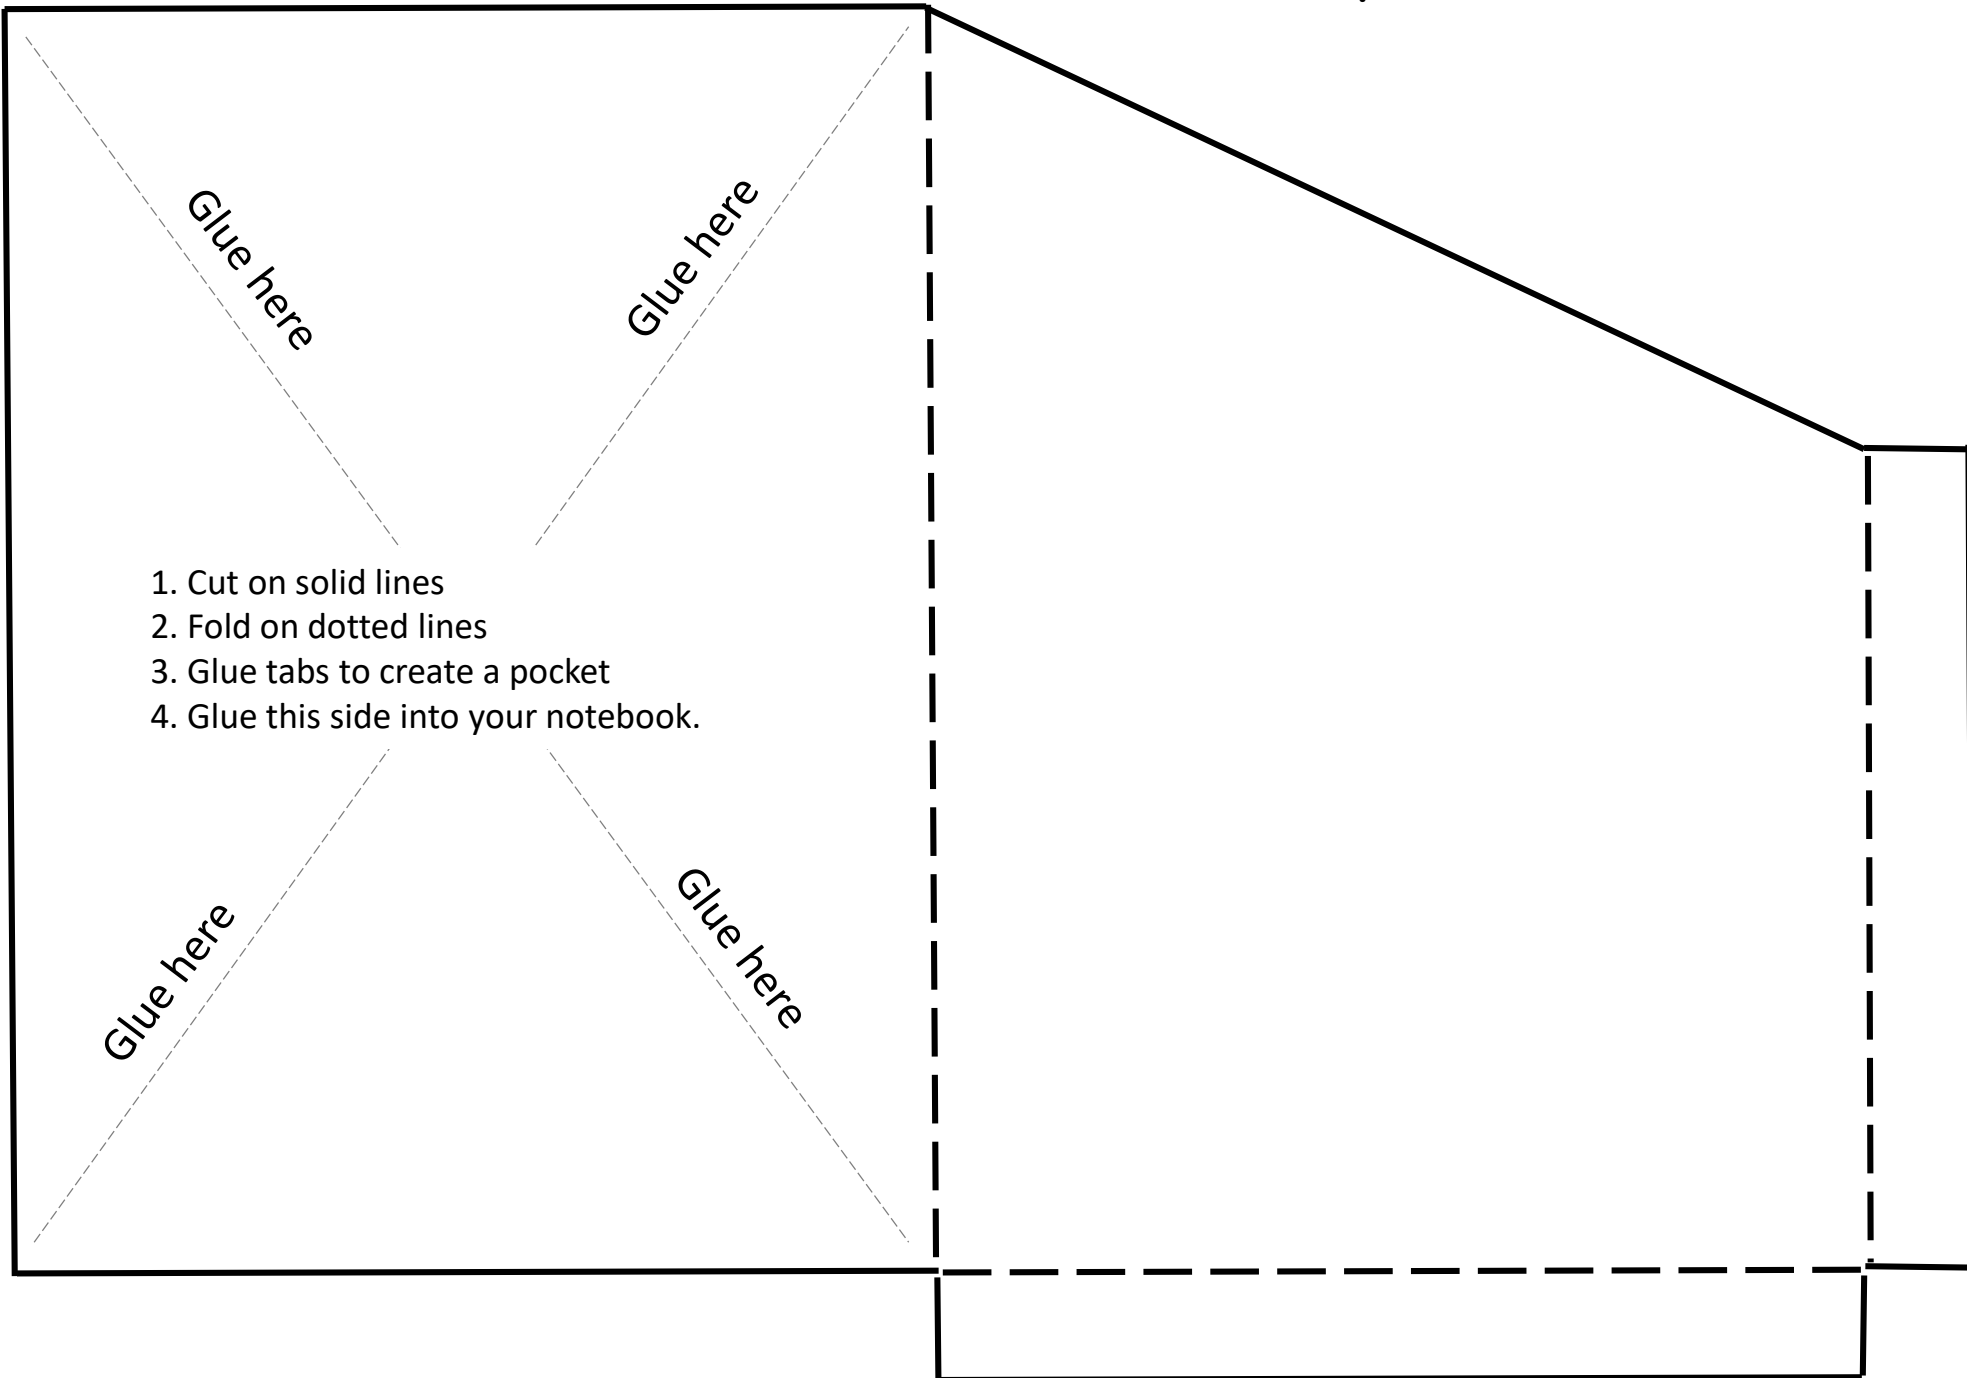 Glue here
Glue here
1. Cut on solid lines
2. Fold on dotted lines
3. Glue tabs to create a pocket
4. Glue this side into your notebook.
Glue here
Glue here